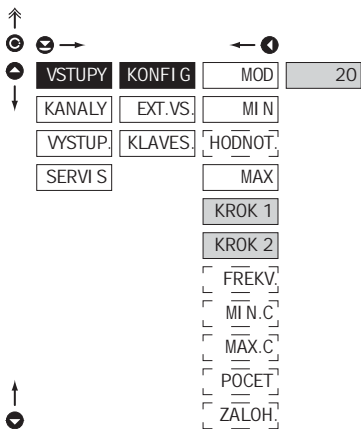 VSTUPY KONFIG MOD 20
KANALY EXT.VS. MIN
VYSTUP. KLAVES. HODNOT.
SERVIS MAX
KROK 1
KROK 2
FREKV.
MIN.C
MAX.C
POCET
ZALOH.